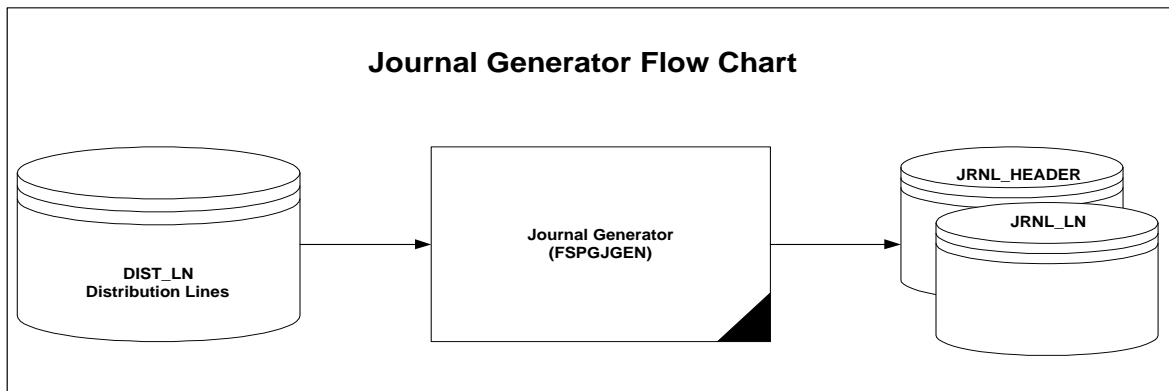 Journal Generator Flow Chart
DIST_LN
Distribution Lines
Journal Generator
(FSPGJGEN)
JRNL_HEADER
JRNL_LN